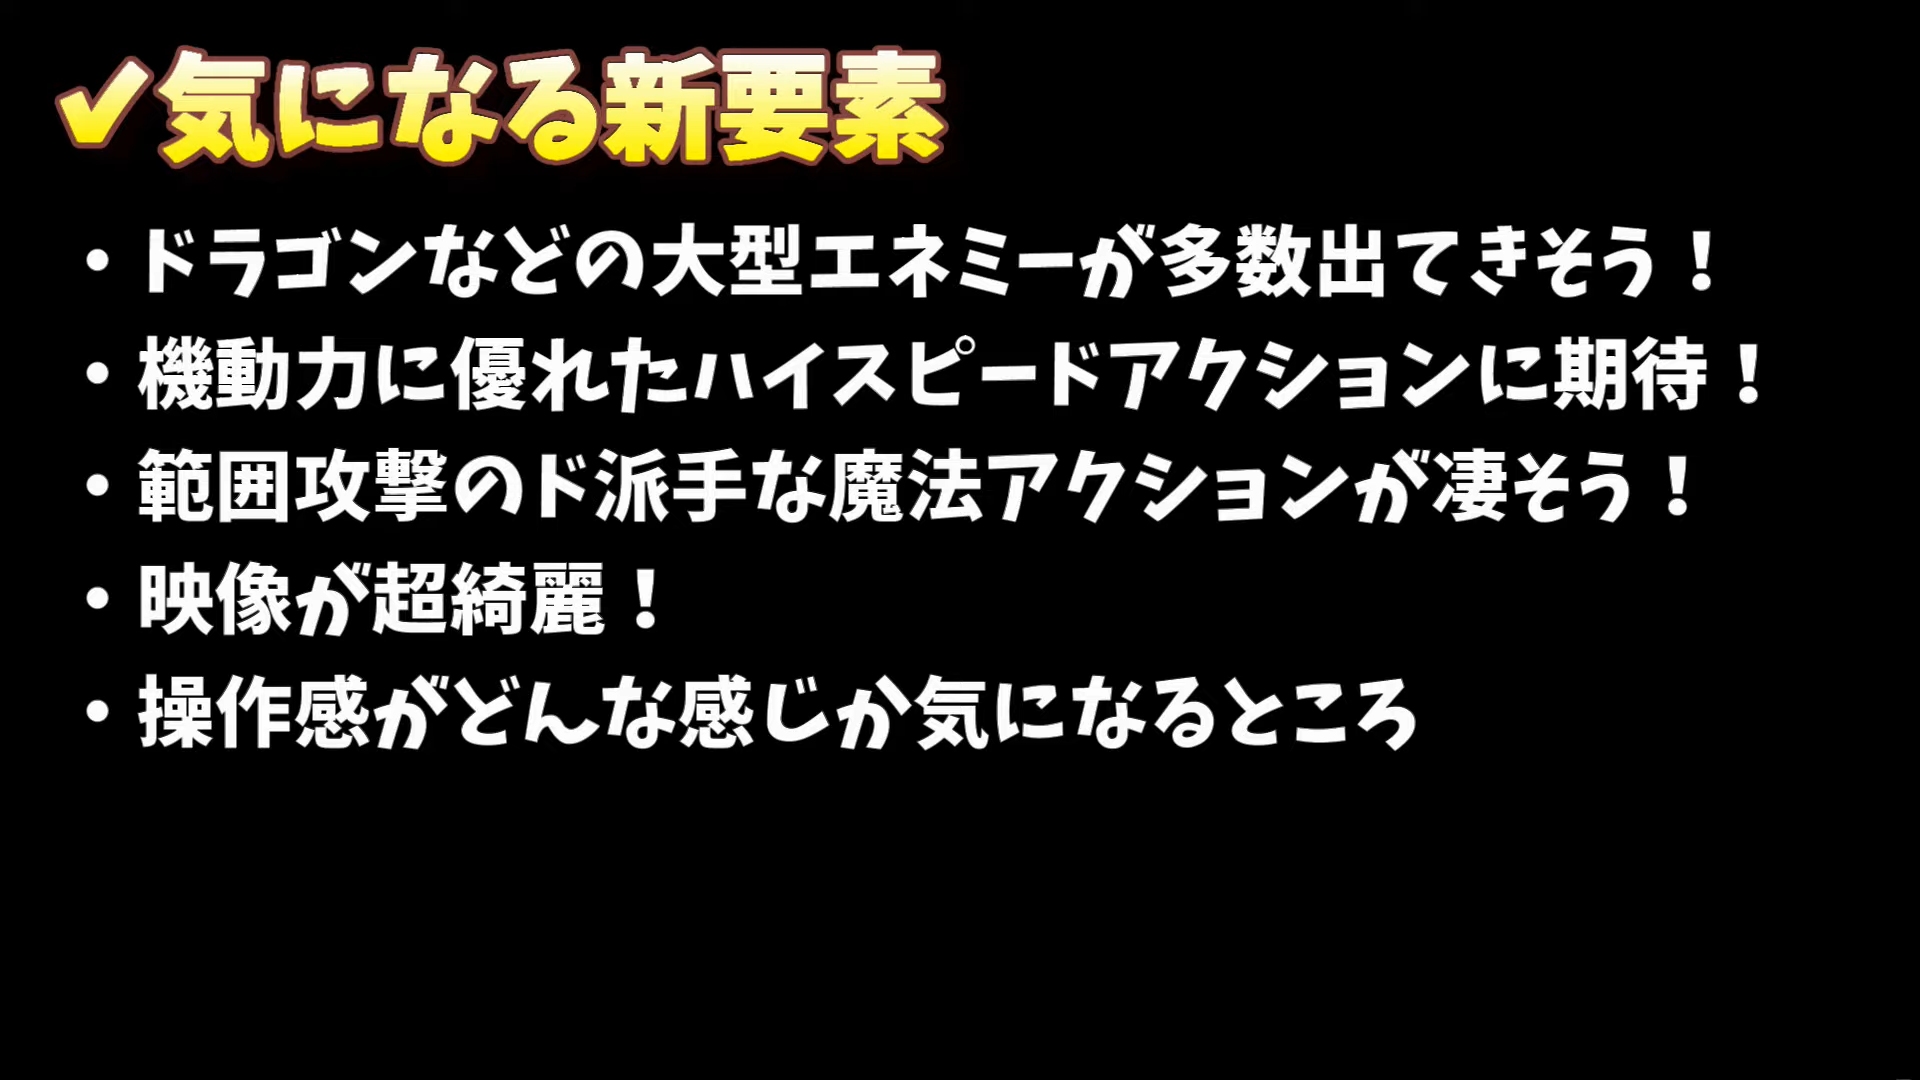 ✓気になる新要素
・ドラゴンなどの大型エネミーが多数出てきそう！
・機動力に優れたハイスピードアクションに期待！
・範囲攻撃のド派手な魔法アクションが凄そう！
・映像が超綺麗！
・操作感がどんな感じか気になるところ